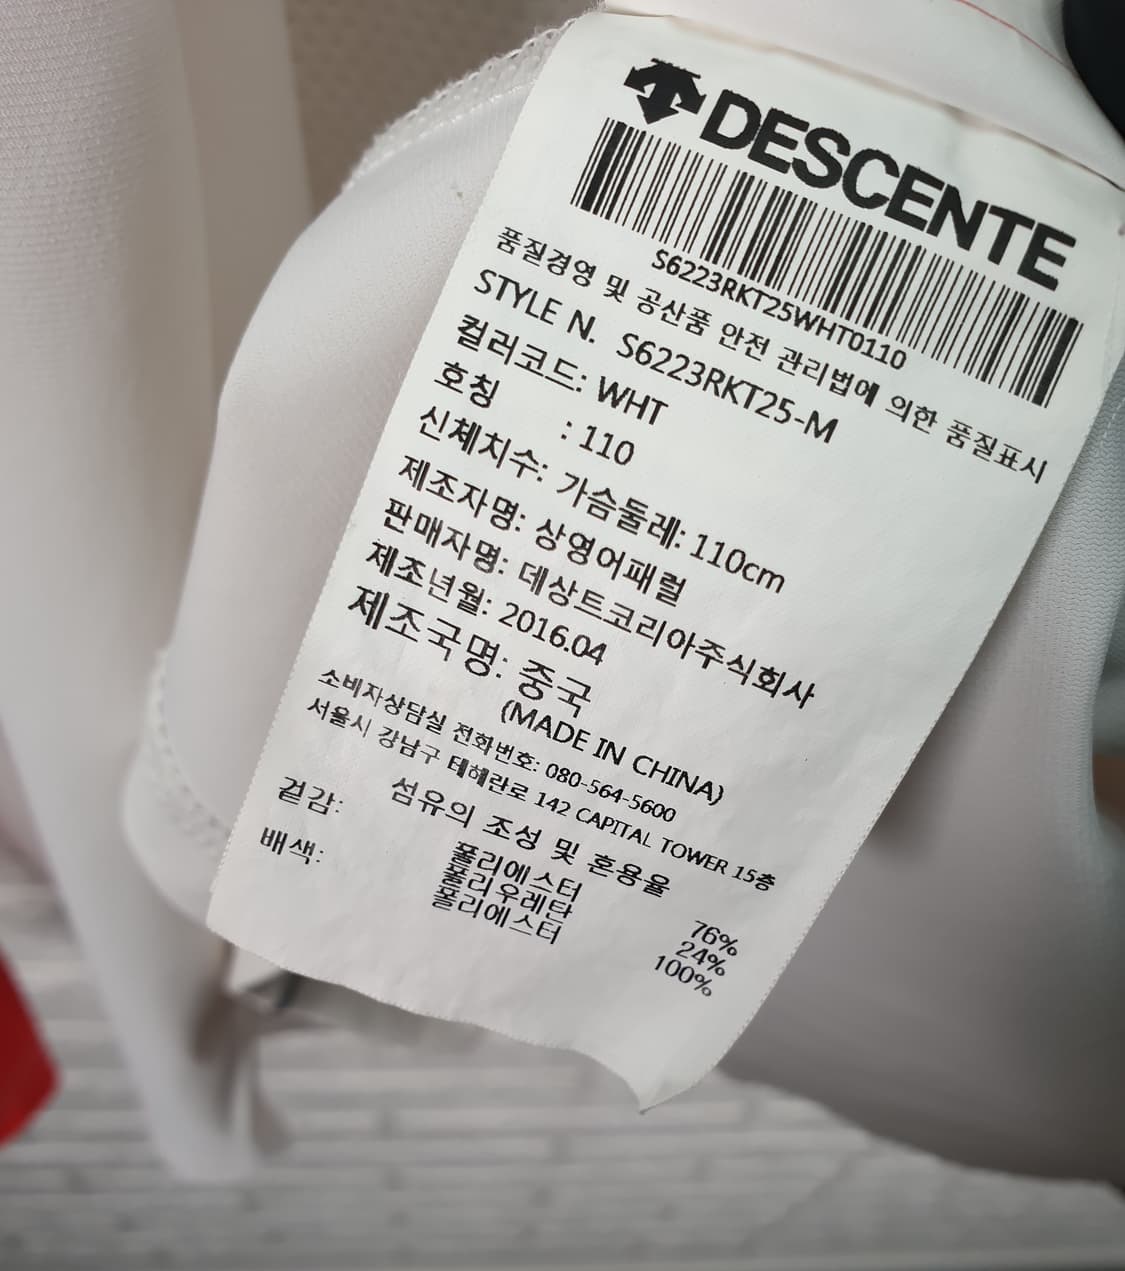 DESCENTE
S6223RKT25WHT0110
품질경영 및 공산품 안전 관리법에 의한 품질표시
STYLE N. S6223RKT25-M
컬러코드: WHT
호칭 : 110
신체치수: 가슴둘레: 110cm
제조자명: 상영어패럴
판매자명: 데상트코리아주식회사
제조년월: 2016.04
제조국명: 중국
(MADE IN CHINA)
소비자상담실 전화번호: 080-564-5600
서울시 강남구 테헤란로 142 CAPITAL TOWER 15층
섬유의 조성 및 혼용율
겉감: 폴리에스터 76%
폴리우레탄 24%
배색: 폴리에스터 100%